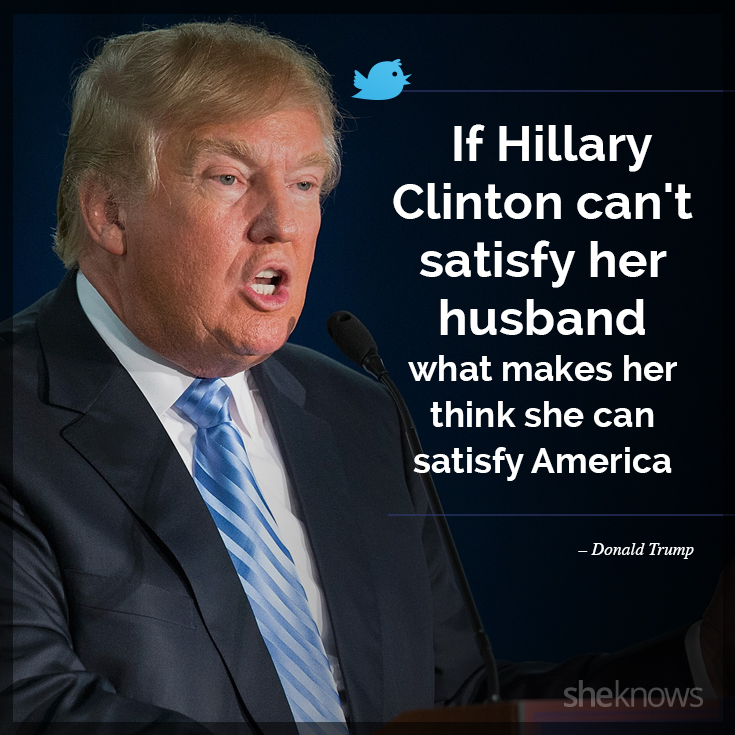 If Hillary
Clinton can't
satisfy her
husband
what makes her
think she can
satisfy America
– Donald Trump
sheknows